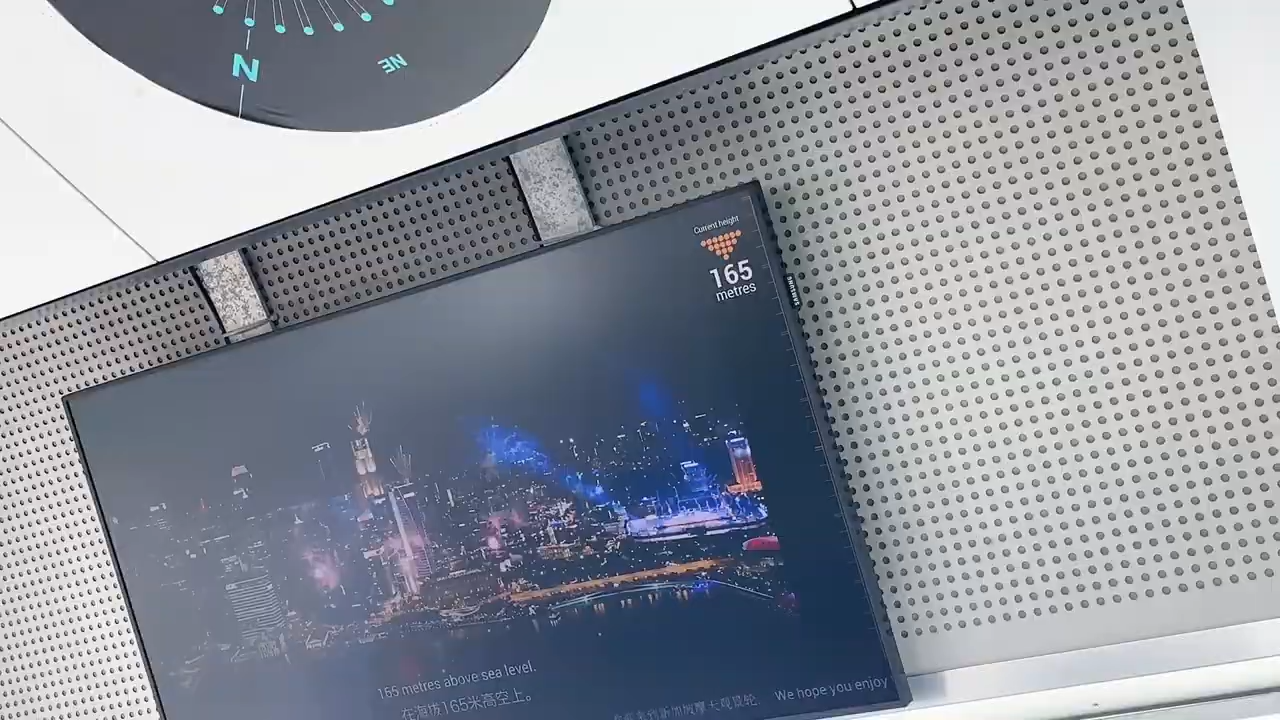 N
NE
Current height
165
metres
SAMSUNG
165 metres above sea level.
在海拔165米高空上。
We hope you enjoy